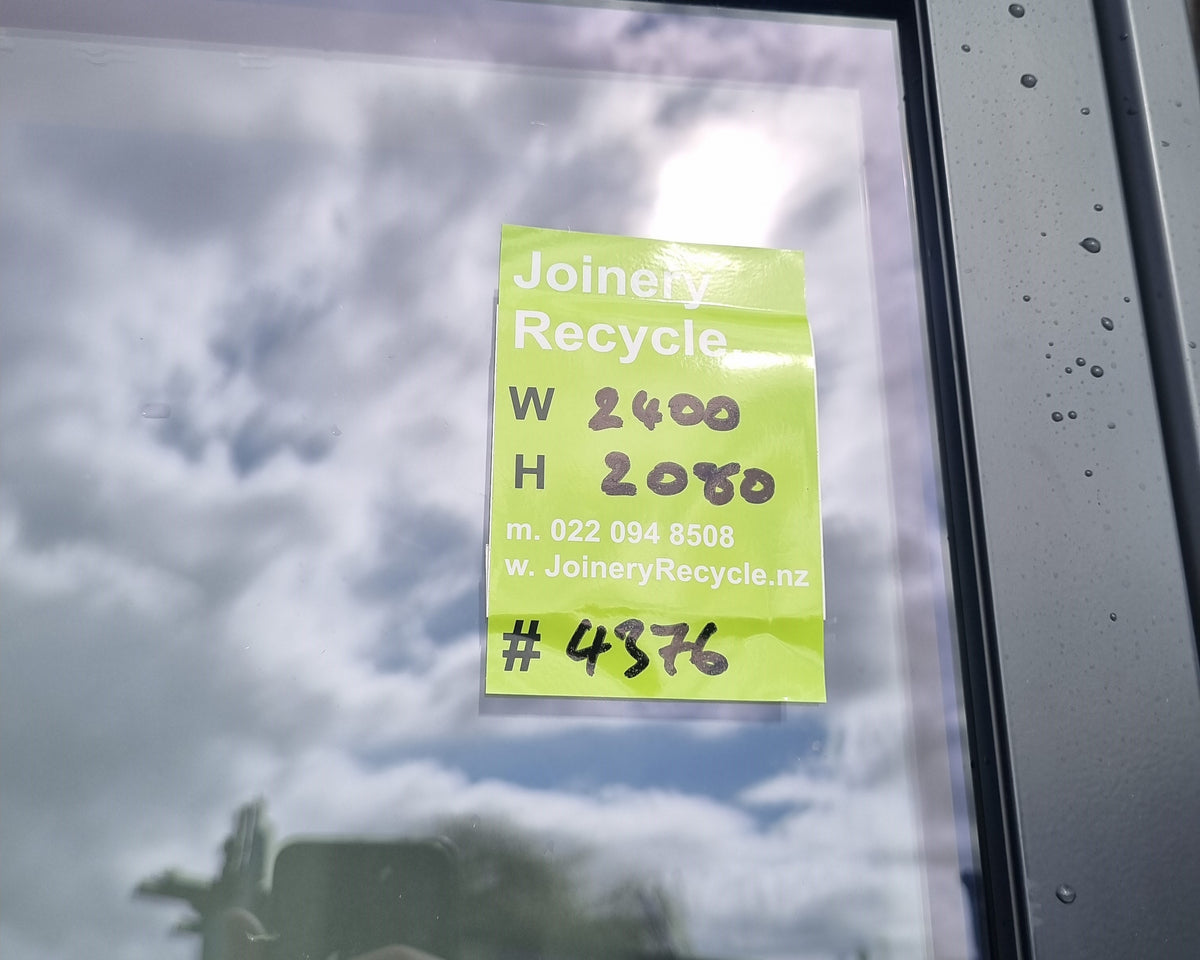 Joinery
Recycle
W 2400
H 2080
m. 022 094 8508
w. JoineryRecycle.nz
# 4376